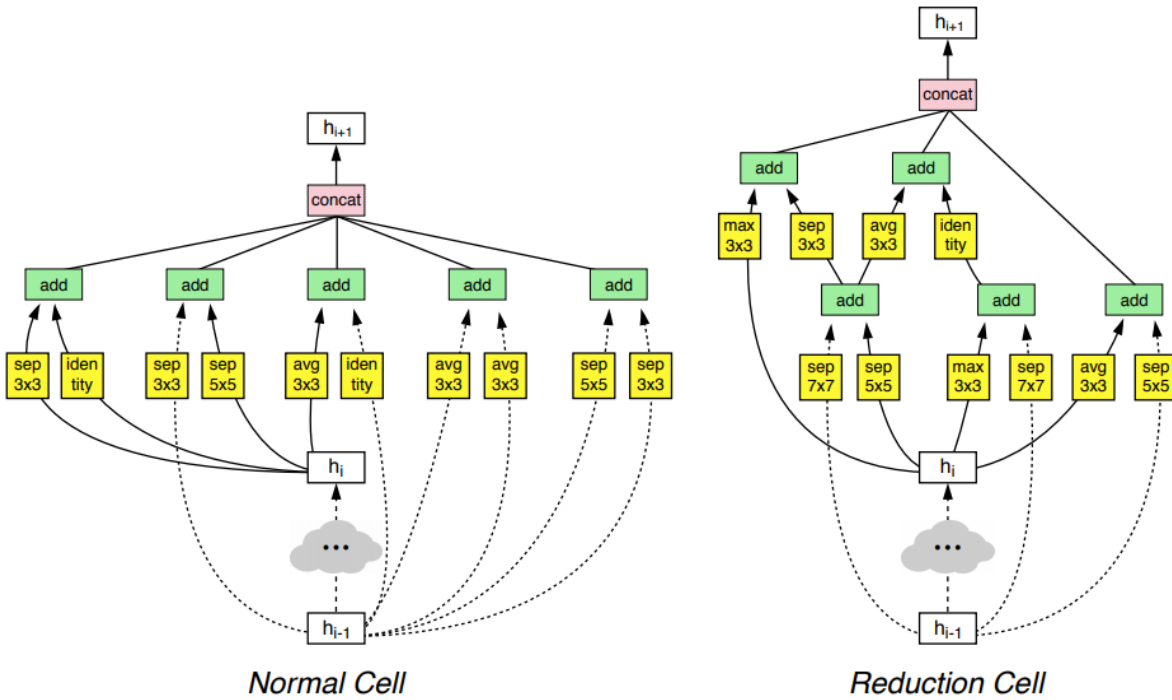 h_{i+1}
concat
add
add
add
add
add
sep
3x3
iden
tity
sep
3x3
sep
5x5
avg
3x3
iden
tity
avg
3x3
avg
3x3
sep
5x5
sep
3x3
h_i
...
h_{i-1}
Normal Cell
h_{i+1}
concat
add
add
max
3x3
sep
3x3
avg
3x3
iden
tity
add
add
add
sep
7x7
sep
5x5
max
3x3
sep
7x7
avg
3x3
sep
5x5
h_i
...
h_{i-1}
Reduction Cell